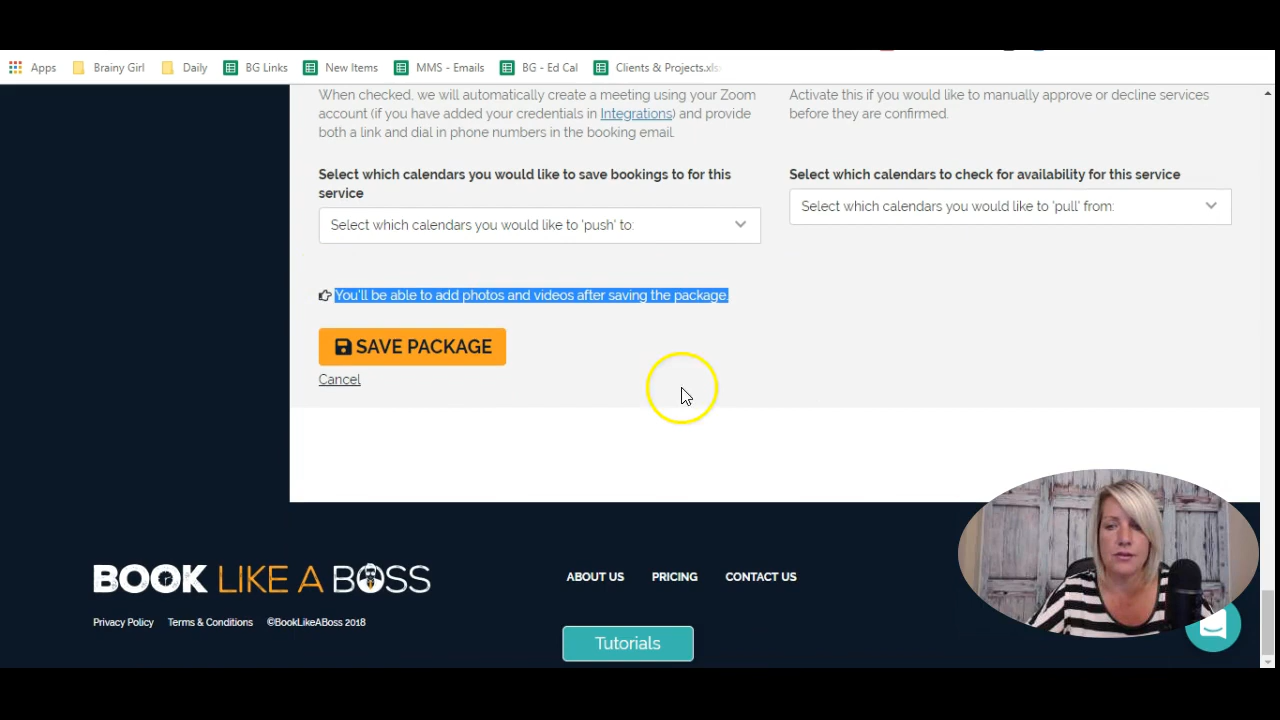 Apps
Brainy Girl
Daily
BG Links
New Items
MMS - Emails
BG - Ed Cal
Clients & Projects.xls
When checked, we will automatically create a meeting using your Zoom
account (if you have added your credentials in Integrations) and provide
both a link and dial in phone numbers in the booking email.
Activate this if you would like to manually approve or decline services
before they are confirmed.
Select which calendars you would like to save bookings to for this
service
Select which calendars you would like to 'push' to:
Select which calendars to check for availability for this service
Select which calendars you would like to 'pull' from:
You'll be able to add photos and videos after saving the package.
SAVE PACKAGE
Cancel
BOOK LIKE A BOSS
ABOUT US
PRICING
CONTACT US
Privacy Policy
Terms & Conditions
©BookLikeABoss 2018
Tutorials